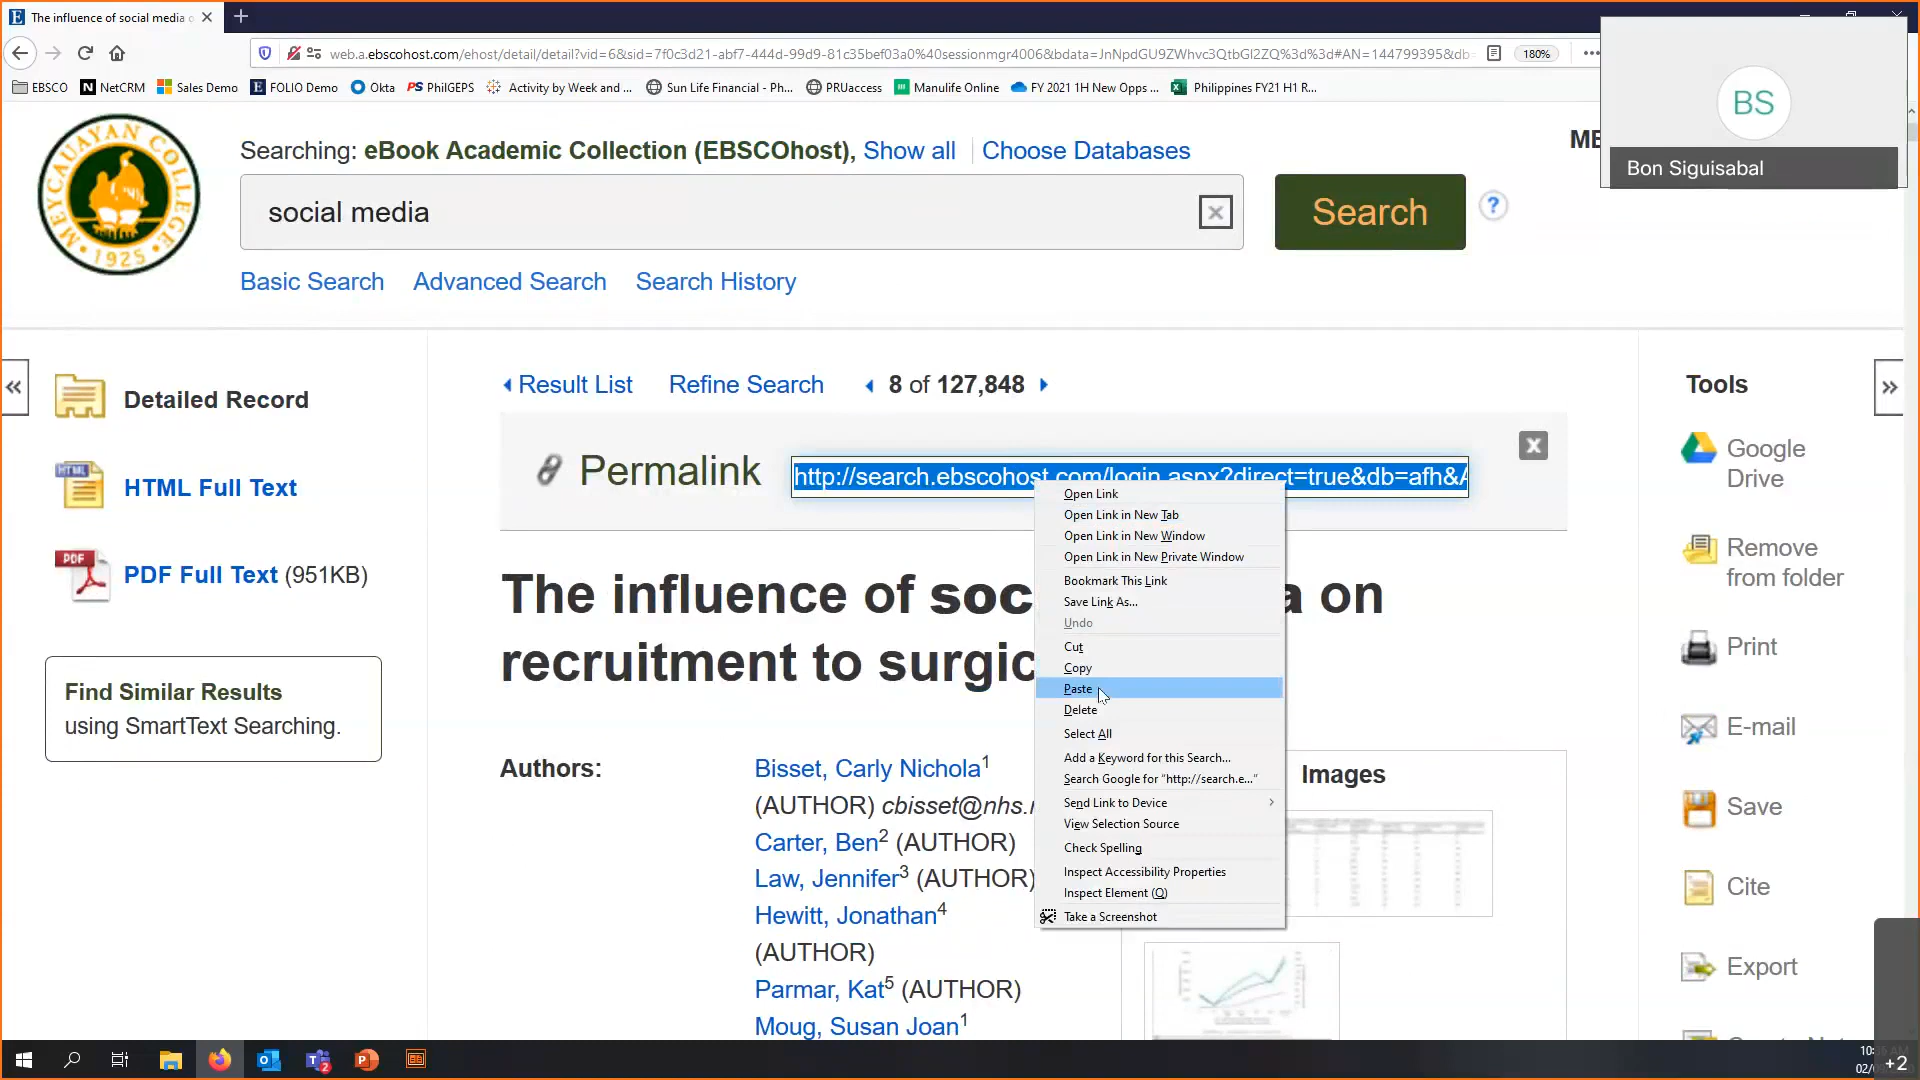 The influence of social media o
web.a.ebscohost.com/ehost/detail/detail?vid=6&sid=7f0c3d21-abf7-444d-99d9-81c35bef03a0%40sessionmgr4006&bdata=JnNpdGU9ZWhvc3QtbGl2ZQ%3d%3d#AN=144799395&db=
180%
EBSCO
NetCRM
Sales Demo
FOLIO Demo
Okta
PhilGEPS
Activity by Week and ...
Sun Life Financial - Ph...
PRUaccess
Manulife Online
FY 2021 1H New Opps ...
Philippines FY21 H1 R...
BS
Bon Siguisabal
MEYCAUAYAN COLLEGE
1925
Searching: eBook Academic Collection (EBSCOhost), Show all
Choose Databases
ME
social media
Search
?
Basic Search
Advanced Search
Search History
Detailed Record
HTML
HTML Full Text
PDF
PDF Full Text (951KB)
Find Similar Results
using SmartText Searching.
Result List
Refine Search
8 of 127,848
Permalink
http://search.ebscohost.com/login.aspx?direct=true&db=afh&A
x
Open Link
Open Link in New Tab
Open Link in New Window
Open Link in New Private Window
Bookmark This Link
Save Link As...
Undo
Cut
Copy
Paste
Delete
Select All
Add a Keyword for this Search...
Search Google for “http://search.e...”
Send Link to Device
View Selection Source
Check Spelling
Inspect Accessibility Properties
Inspect Element (Q)
Take a Screenshot
The influence of soc a on
recruitment to surgic
Authors:
Bisset, Carly Nichola1
(AUTHOR) cbisset@nhs.
Carter, Ben2 (AUTHOR)
Law, Jennifer3 (AUTHOR)
Hewitt, Jonathan4
(AUTHOR)
Parmar, Kat5 (AUTHOR)
Moug, Susan Joan1
Images
Tools
Google
Drive
Remove
from folder
Print
E-mail
Save
Cite
Export
10:
02/0
+2